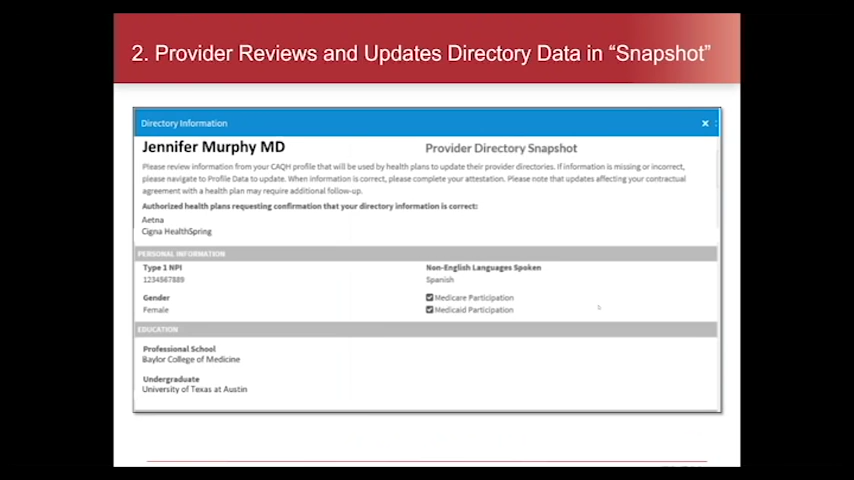 2. Provider Reviews and Updates Directory Data in “Snapshot”
Directory Information
Jennifer Murphy MD
Provider Directory Snapshot
Please review information from your CAQH profile that will be used by health plans to update their provider directories. If information is missing or incorrect,
please navigate to Profile Data to update. When information is correct, please complete your attestation. Please note that updates affecting your contractual
agreement with a health plan may require additional follow-up.
Authorized health plans requesting confirmation that your directory information is correct:
Aetna
Cigna HealthSpring
PERSONAL INFORMATION
Type 1 NPI
1234567889
Non-English Languages Spoken
Spanish
Gender
Female
Medicare Participation
Medicaid Participation
EDUCATION
Professional School
Baylor College of Medicine
Undergraduate
University of Texas at Austin